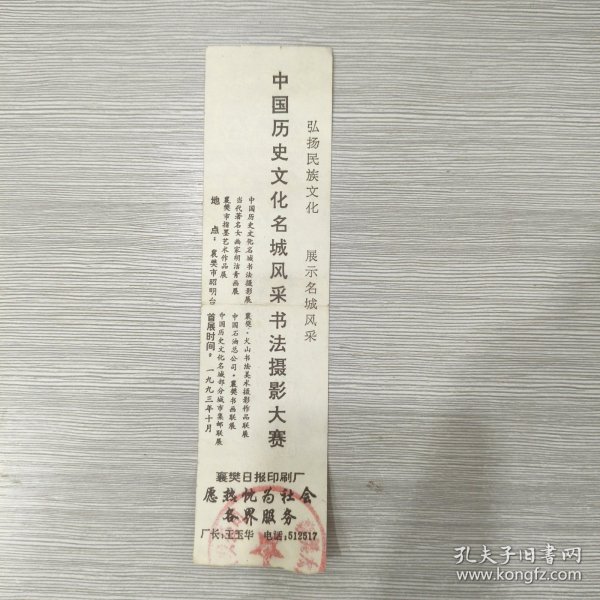 弘扬民族文化 展示名城风采
中国历史文化名城风采书法摄影大赛
中国历史文化名城书法摄影展
襄樊·火山书法美术摄影作品联展
当代著名女画家胡洁青画展
中国石油总公司·襄樊书画联展
襄樊市指墨艺术作品展
中国历史文化名城部分城市集邮联展
地 点：襄樊市昭明台
首展时间：一九九三年十月
襄樊日报印刷厂
愿热忱为社会
各界服务
厂长：王玉华 电话：512517
孔夫子旧书网
www.kongfz.com